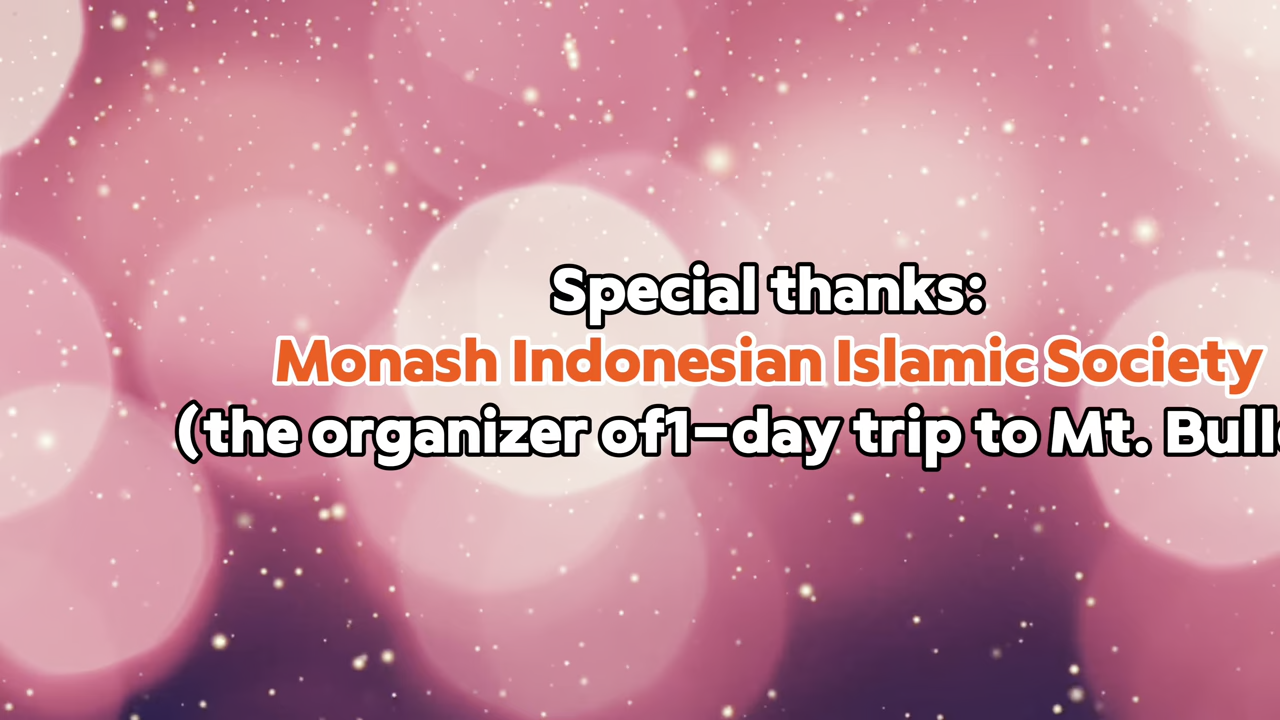 Special thanks:
Monash Indonesian Islamic Society
(the organizer of1-day trip to Mt.